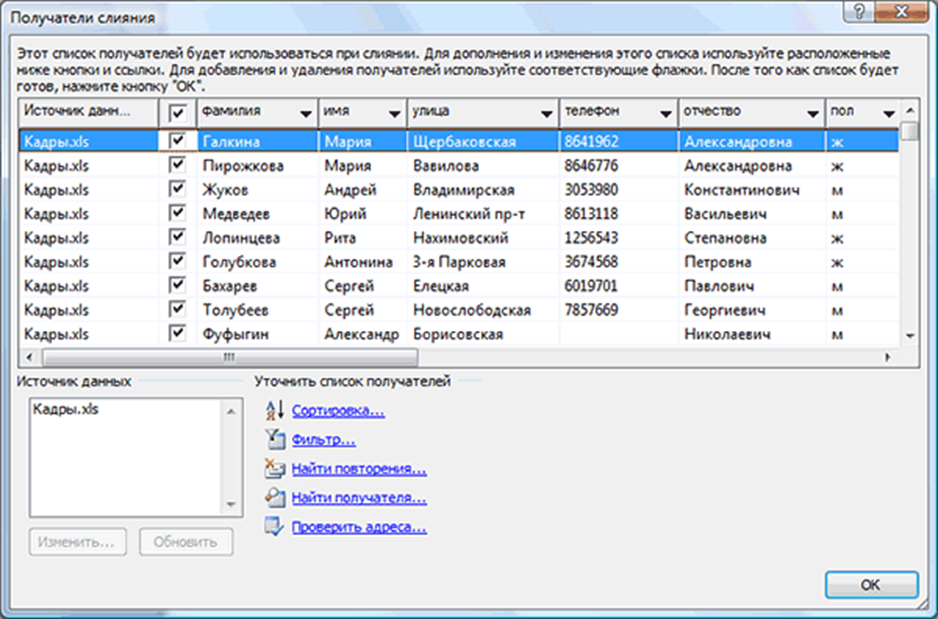 Получатели слияния
Этот список получателей будет использоваться при слиянии. Для дополнения и изменения этого списка используйте расположенные
ниже кнопки и ссылки. Для добавления и удаления получателей используйте соответствующие флажки. После того как список будет
готов, нажмите кнопку "ОК".
Источник данн... фамилия имя улица телефон отчество пол
Кадры.xls Галкина Мария Щербаковская 8641962 Александровна ж
Кадры.xls Пирожкова Мария Вавилова 8646776 Александровна ж
Кадры.xls Жуков Андрей Владимирская 3053980 Константинович м
Кадры.xls Медведев Юрий Ленинский пр-т 8613118 Васильевич м
Кадры.xls Лопинцева Рита Нахимовский 1256543 Степановна ж
Кадры.xls Голубкова Антонина 3-я Парковая 3674568 Петровна ж
Кадры.xls Бахарев Сергей Елецкая 6019701 Павлович м
Кадры.xls Толубеев Сергей Новослободская 7857669 Георгиевич м
Кадры.xls Фуфыгин Александр Борисовская Николаевич м
Источник данных
Кадры.xls
Изменить... Обновить
Уточнить список получателей
Сортировка...
Фильтр...
Найти повторения...
Найти получателя...
Проверить адреса...
ОК